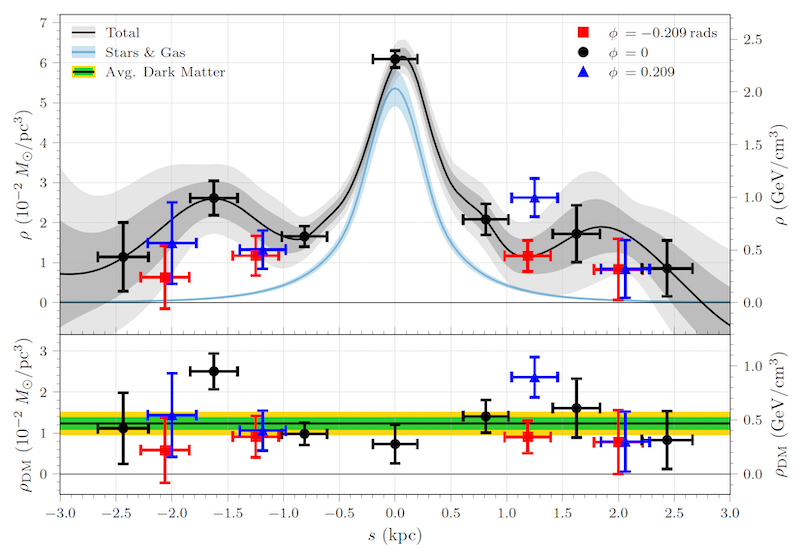 Total
Stars & Gas
Avg. Dark Matter
ϕ = −0.209 rads
ϕ = 0
ϕ = 0.209
ρ (10⁻² M⊙/pc³)
7
6
5
4
3
2
1
0
ρ (GeV/cm³)
2.5
2.0
1.5
1.0
0.5
0.0
ρDM (10⁻² M⊙/pc³)
3
2
1
0
ρDM (GeV/cm³)
1.0
0.5
0.0
−3.0 −2.5 −2.0 −1.5 −1.0 −0.5 0.0 0.5 1.0 1.5 2.0 2.5 3.0
s (kpc)